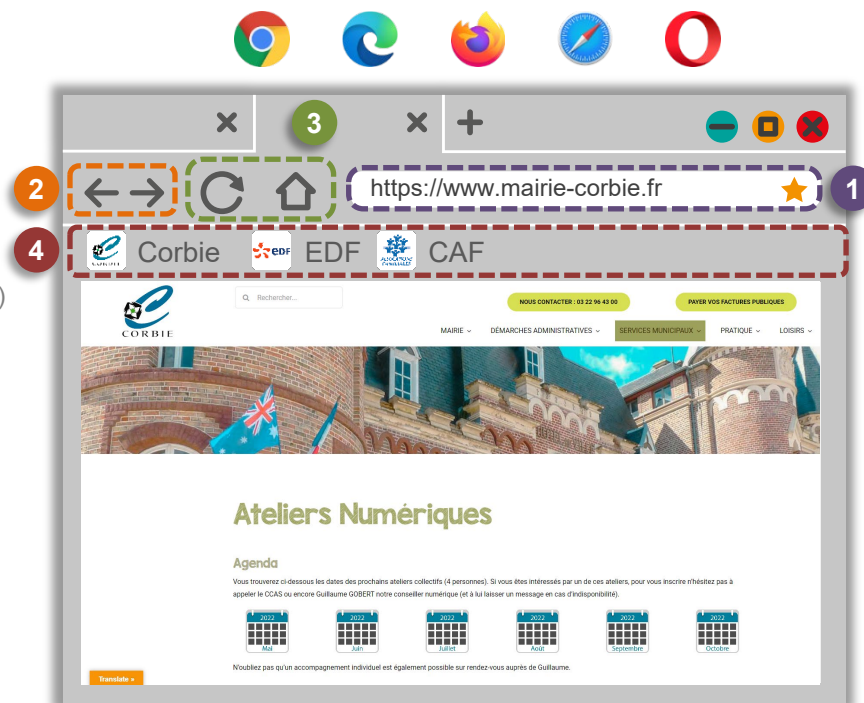 3
2
https://www.mairie-corbie.fr
1
4
CORBIE
Corbie
edf
EDF
ALLOCATIONS
FAMILIALES
CAF
CORBIE
Rechercher...
NOUS CONTACTER : 03 22 96 43 00
PAYER VOS FACTURES PUBLIQUES
MAIRIE
DÉMARCHES ADMINISTRATIVES
SERVICES MUNICIPAUX
PRATIQUE
LOISIRS
Ateliers Numériques
Agenda
Vous trouverez ci-dessous les dates des prochains ateliers collectifs (4 personnes). Si vous êtes intéressés par un de ces ateliers, pour vous inscrire n'hésitez pas à
appeler le CCAS ou encore Guillaume GOBERT notre conseiller numérique (et à lui laisser un message en cas d'indisponibilité).
2022 2022 2022 2022 2022 2022
Mai Juin Juillet Août Septembre Octobre
N'oubliez pas qu'un accompagnement individuel est également possible sur rendez-vous auprès de Guillaume.
Translate »